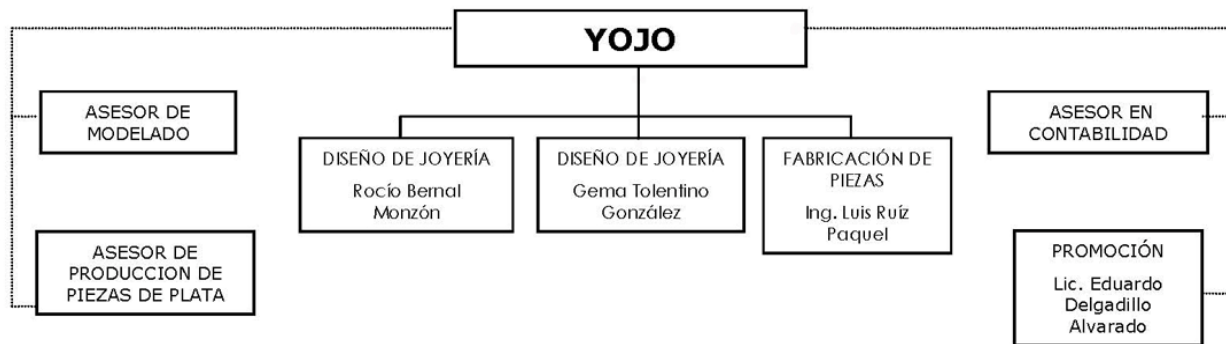 YOJO
ASESOR DE
MODELADO
ASESOR EN
CONTABILIDAD
DISEÑO DE JOYERÍA
Rocío Bernal
Monzón
DISEÑO DE JOYERÍA
Gema Tolentino
González
FABRICACIÓN DE
PIEZAS
Ing. Luis Ruíz
Paquel
ASESOR DE
PRODUCCION DE
PIEZAS DE PLATA
PROMOCIÓN
Lic. Eduardo
Delgadillo
Alvarado